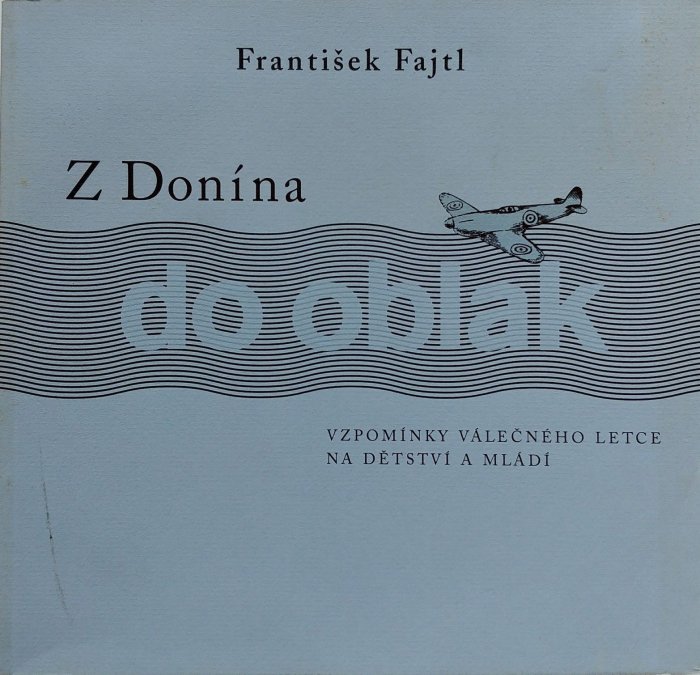 František Fajtl
Z Donína
do oblak
VZPOMÍNKY VÁLEČNÉHO LETCE
NA DĚTSTVÍ A MLÁDÍ